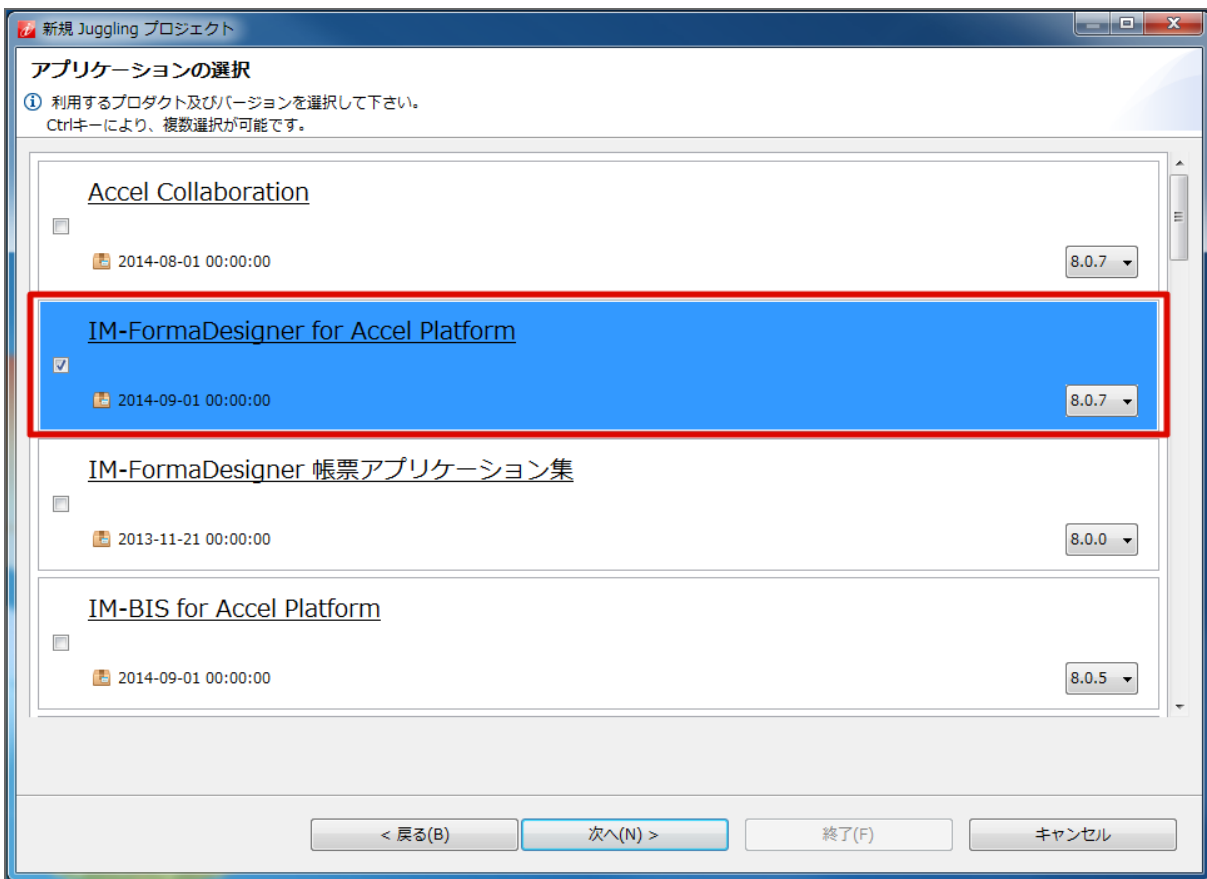 新規 Juggling プロジェクト
アプリケーションの選択
利用するプロダクト及びバージョンを選択して下さい。
Ctrlキーにより、複数選択が可能です。
Accel Collaboration
2014-08-01 00:00:00
8.0.7
IM-FormaDesigner for Accel Platform
2014-09-01 00:00:00
8.0.7
IM-FormaDesigner 帳票アプリケーション集
2013-11-21 00:00:00
8.0.0
IM-BIS for Accel Platform
2014-09-01 00:00:00
8.0.5
< 戻る(B)
次へ(N) >
終了(F)
キャンセル